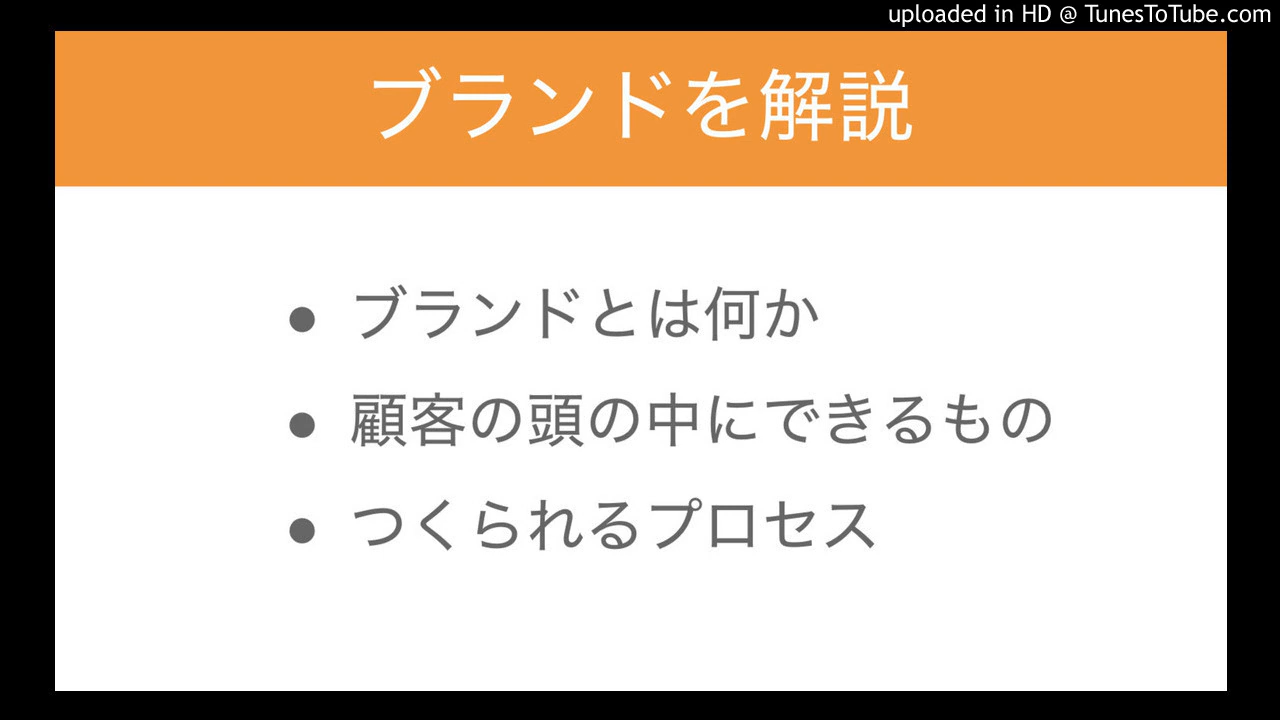 uploaded in HD @ TunesToTube.com
ブランドを解説
● ブランドとは何か
● 顧客の頭の中にできるもの
● つくられるプロセス